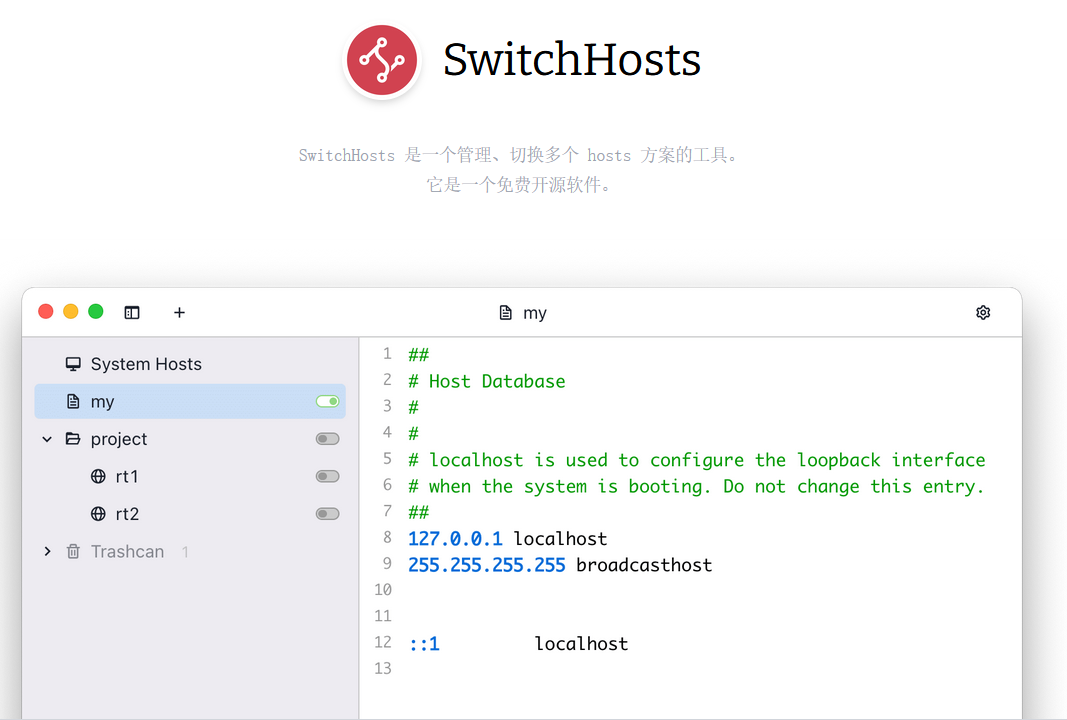 SwitchHosts
SwitchHosts 是一个管理、切换多个 hosts 方案的工具。
它是一个免费开源软件。
+
my
System Hosts
my
project
rt1
rt2
Trashcan 1
1 ##
2 # Host Database
3 #
4 #
5 # localhost is used to configure the loopback interface
6 # when the system is booting. Do not change this entry.
7 ##
8 127.0.0.1 localhost
9 255.255.255.255 broadcasthost
10
11
12 ::1 localhost
13